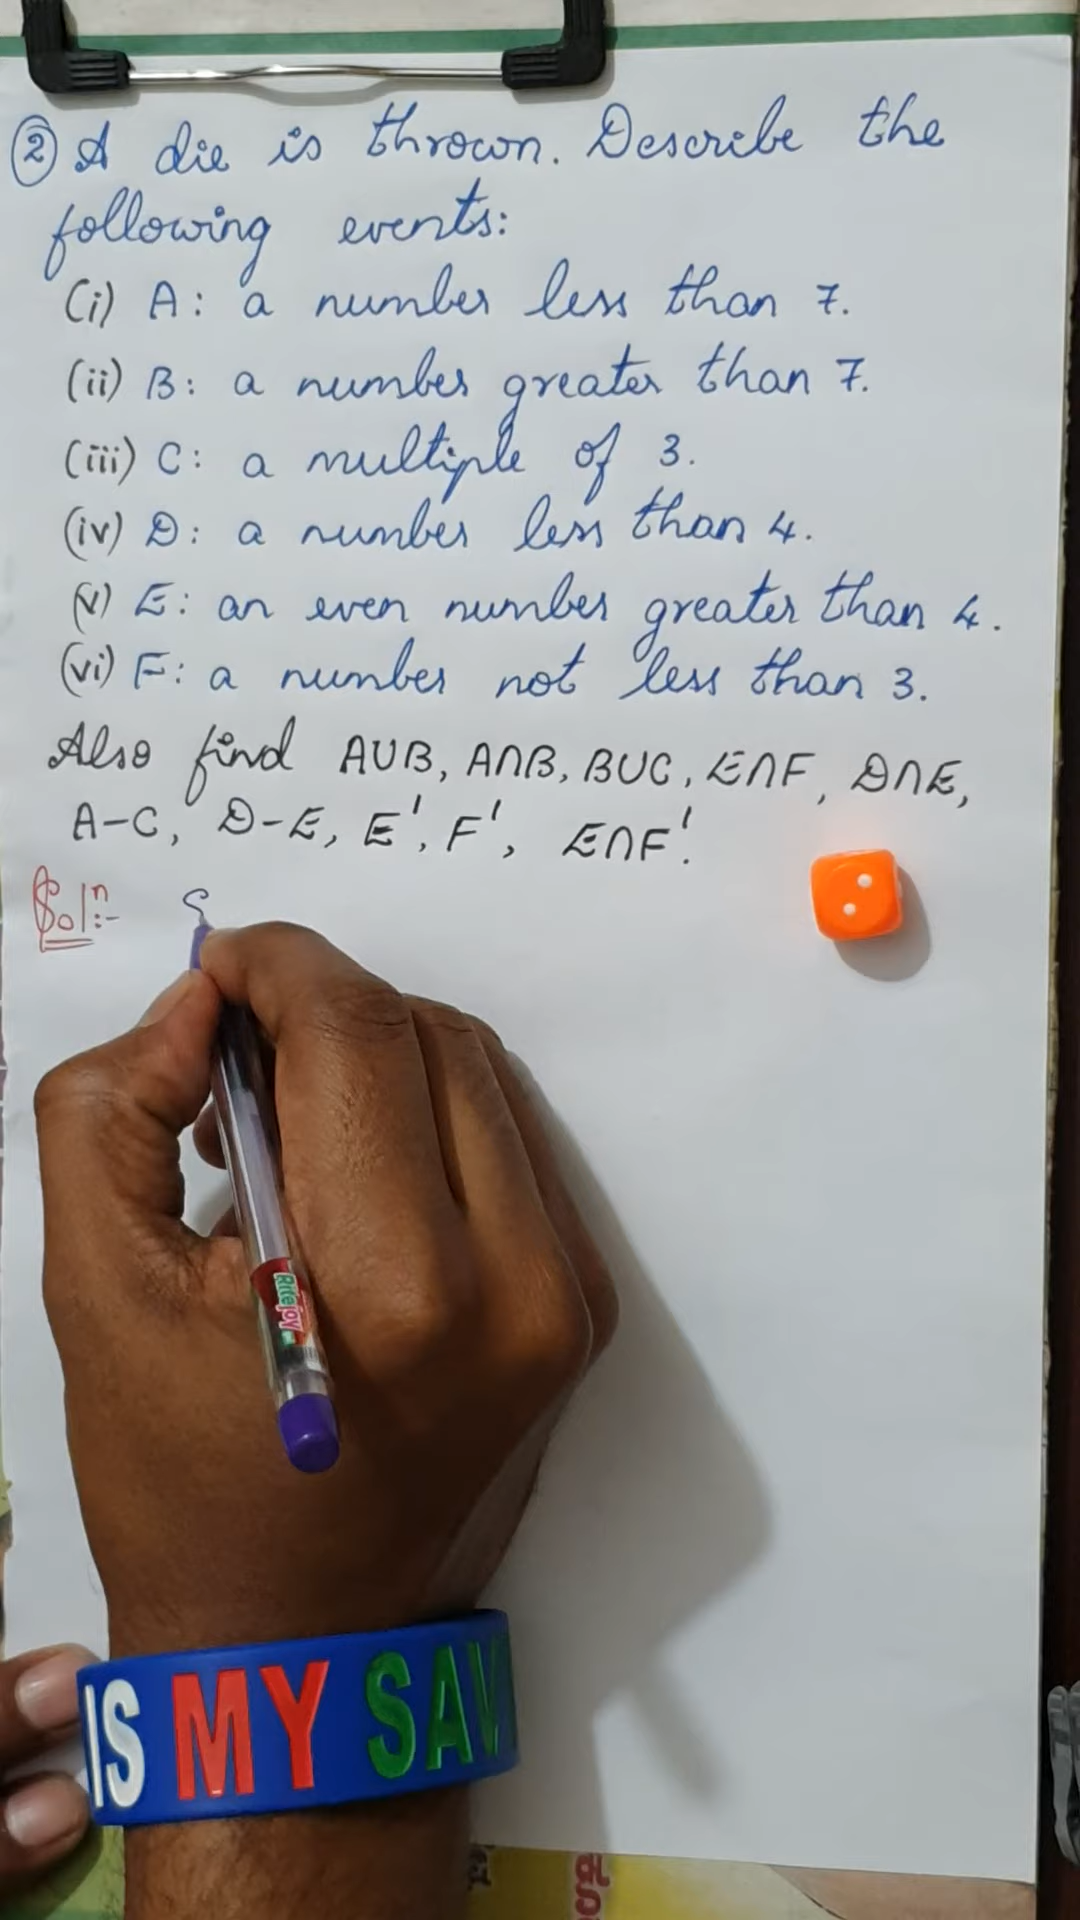 ② A die is thrown. Describe the
following events:
(i) A: a number less than 7.
(ii) B: a number greater than 7.
(iii) C: a multiple of 3.
(iv) D: a number less than 4.
(v) E: an even number greater than 4.
(vi) F: a number not less than 3.
Also find A∪B, A∩B, B∪C, E∩F, D∩E,
A-C, D-E, E', F', E∩F'.
Solⁿ:- S
Ritejoy
IS MY SAV